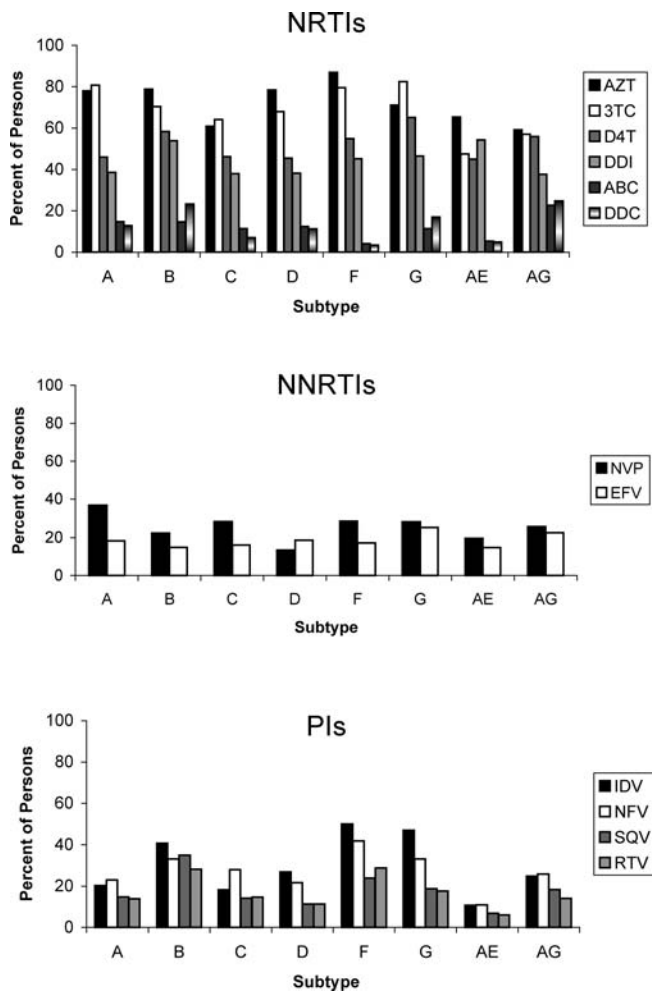 NRTIs
100
80
60
40
20
0
Percent of Persons
A B C D F G AE AG
Subtype
AZT
3TC
D4T
DDI
ABC
DDC
NNRTIs
100
80
60
40
20
0
Percent of Persons
A B C D F G AE AG
Subtype
NVP
EFV
PIs
100
80
60
40
20
0
Percent of Persons
A B C D F G AE AG
Subtype
IDV
NFV
SQV
RTV